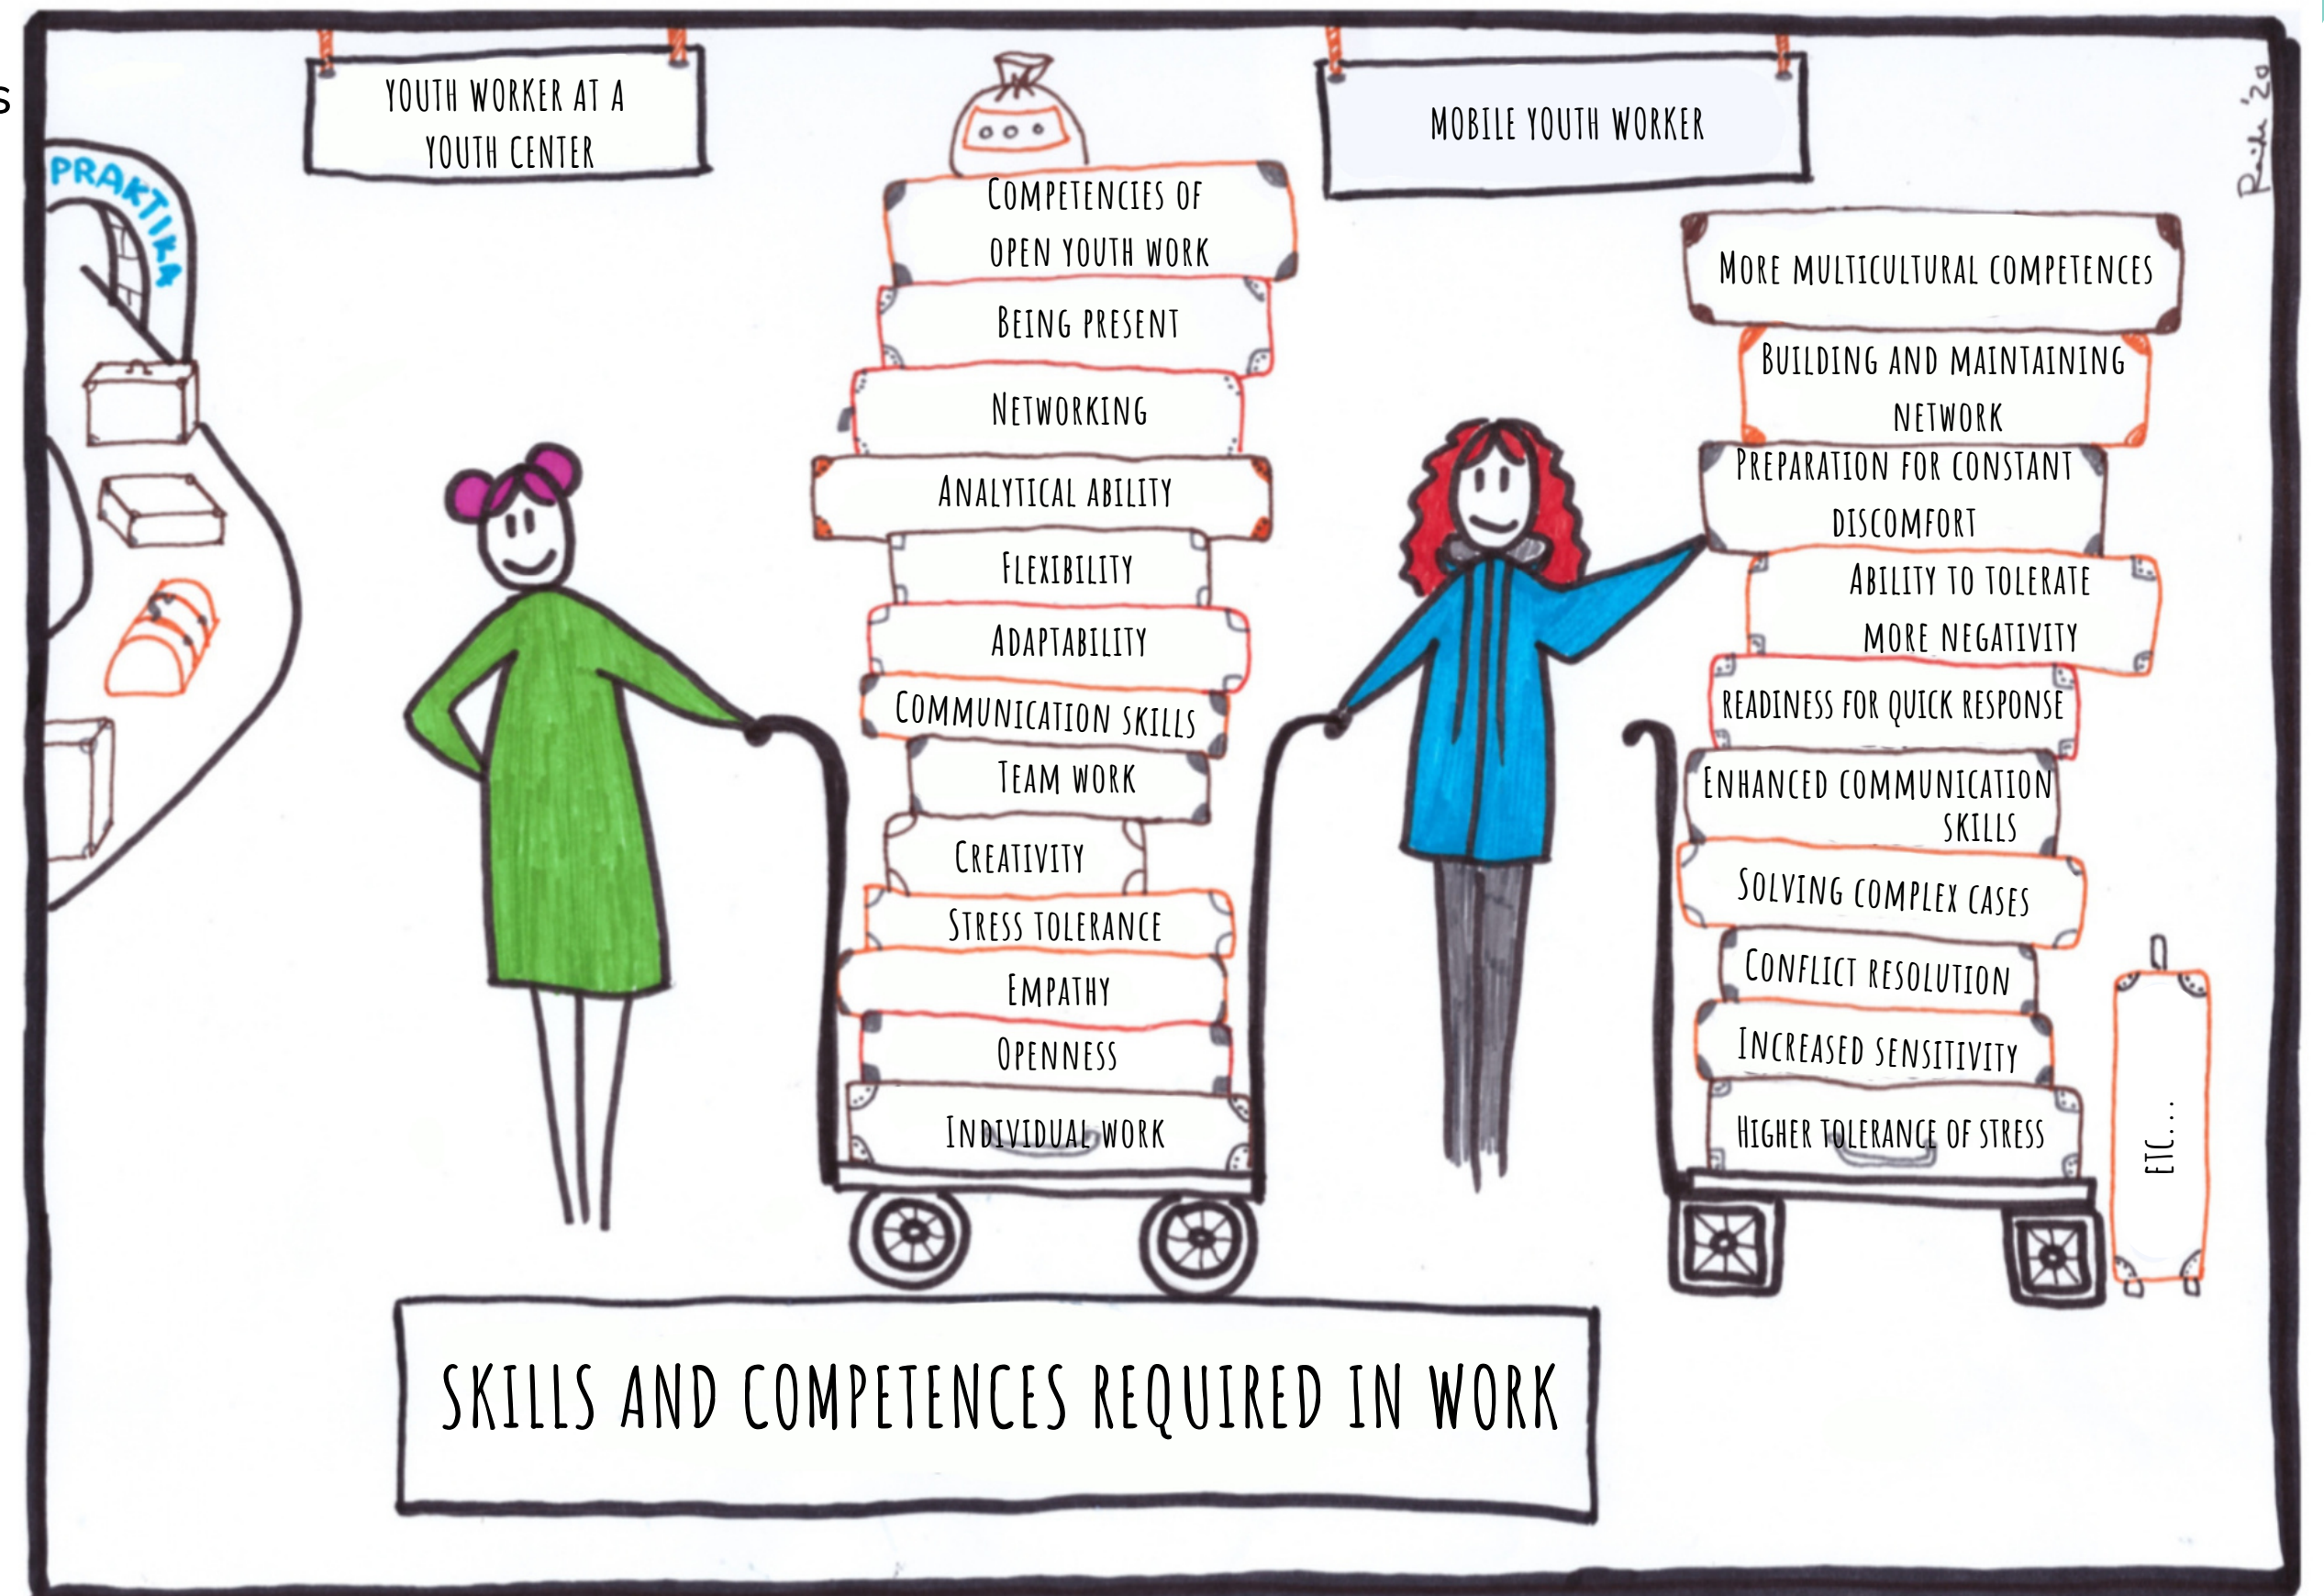 s
YOUTH WORKER AT A
YOUTH CENTER
MOBILE YOUTH WORKER
PRAKTIKA
COMPETENCIES OF
OPEN YOUTH WORK
BEING PRESENT
NETWORKING
ANALYTICAL ABILITY
FLEXIBILITY
ADAPTABILITY
COMMUNICATION SKILLS
TEAM WORK
CREATIVITY
STRESS TOLERANCE
EMPATHY
OPENNESS
INDIVIDUAL WORK
MORE MULTICULTURAL COMPETENCES
BUILDING AND MAINTAINING
NETWORK
PREPARATION FOR CONSTANT
DISCOMFORT
ABILITY TO TOLERATE
MORE NEGATIVITY
READINESS FOR QUICK RESPONSE
ENHANCED COMMUNICATION
SKILLS
SOLVING COMPLEX CASES
CONFLICT RESOLUTION
INCREASED SENSITIVITY
HIGHER TOLERANCE OF STRESS
ETC...
SKILLS AND COMPETENCES REQUIRED IN WORK
'20